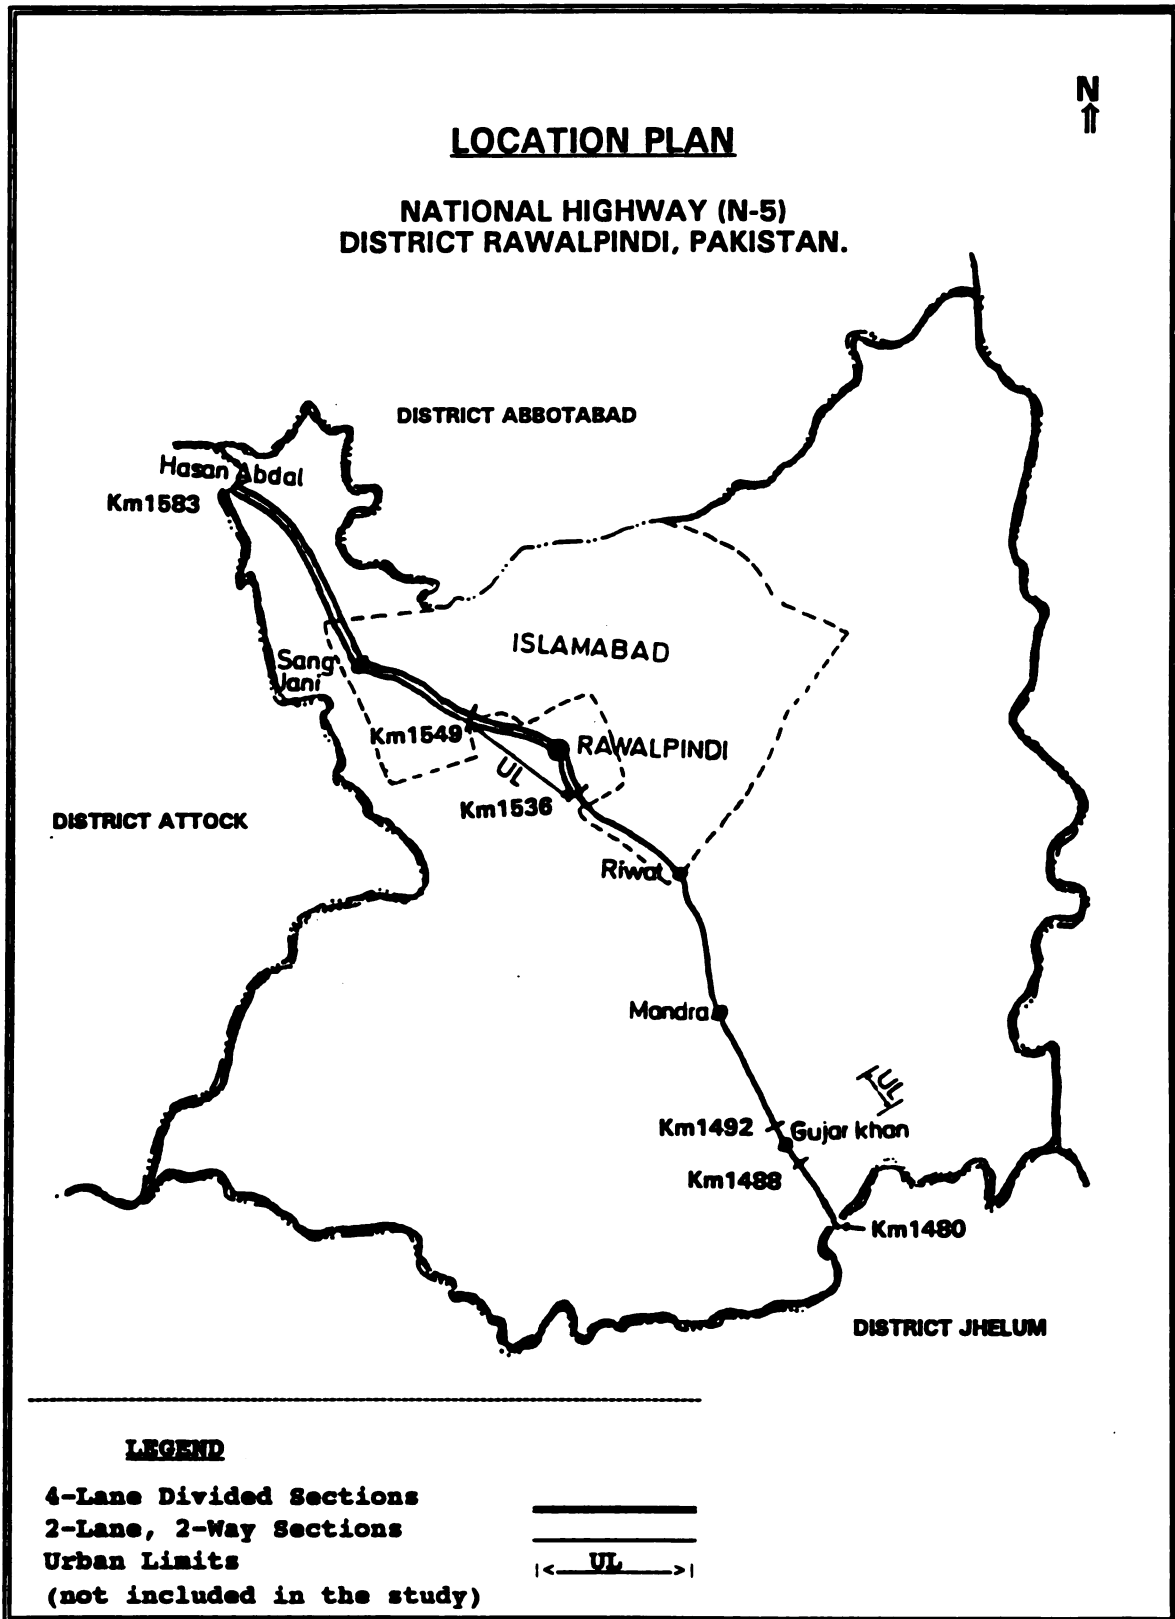 N
LOCATION PLAN
NATIONAL HIGHWAY (N-5)
DISTRICT RAWALPINDI, PAKISTAN.
DISTRICT ABBOTABAD
Hasan Abdal
Km1583
ISLAMABAD
Sang
Jani
Km1549
RAWALPINDI
UL
Km1536
DISTRICT ATTOCK
Riwat
Mandra
UL
Km1492
Gujar khan
Km1488
Km1480
DISTRICT JHELUM
LEGEND
4-Lane Divided Sections
2-Lane, 2-Way Sections
Urban Limits
|< UL >|
(not included in the study)